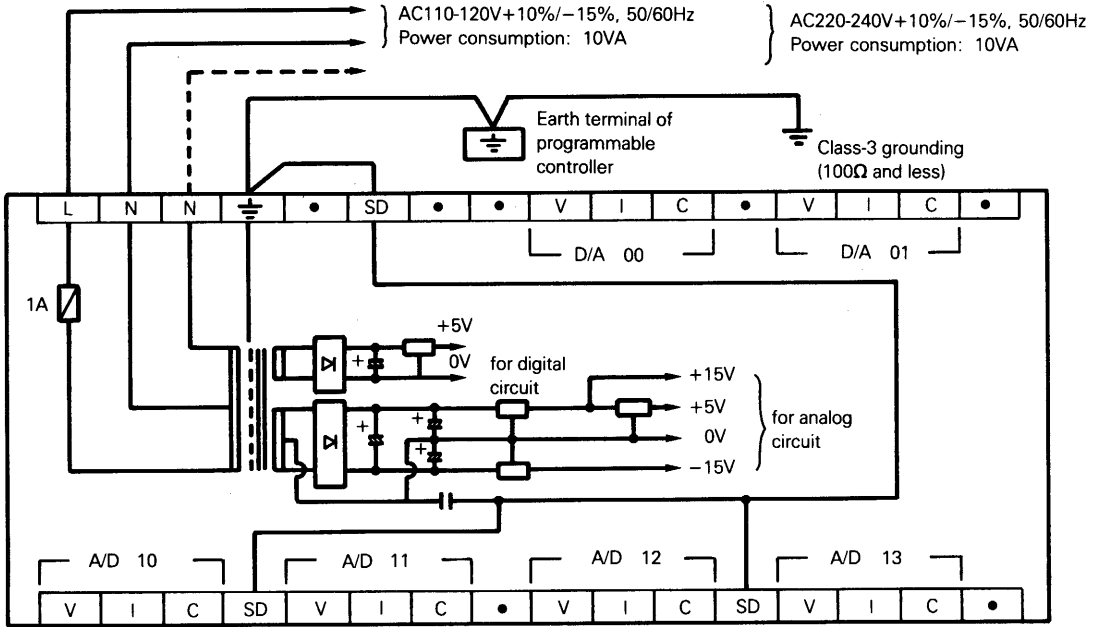 AC110-120V+10%/−15%, 50/60Hz
Power consumption: 10VA
AC220-240V+10%/−15%, 50/60Hz
Power consumption: 10VA
Earth terminal of
programmable
controller
Class-3 grounding
(100Ω and less)
L N N • SD • • V I C • V I C •
D/A 00
D/A 01
1A
+5V
0V
+
for digital
circuit
+15V
+5V
0V
−15V
+
+
+
for analog
circuit
A/D 10
A/D 11
A/D 12
A/D 13
V I C SD V I C • V I C SD V I C •